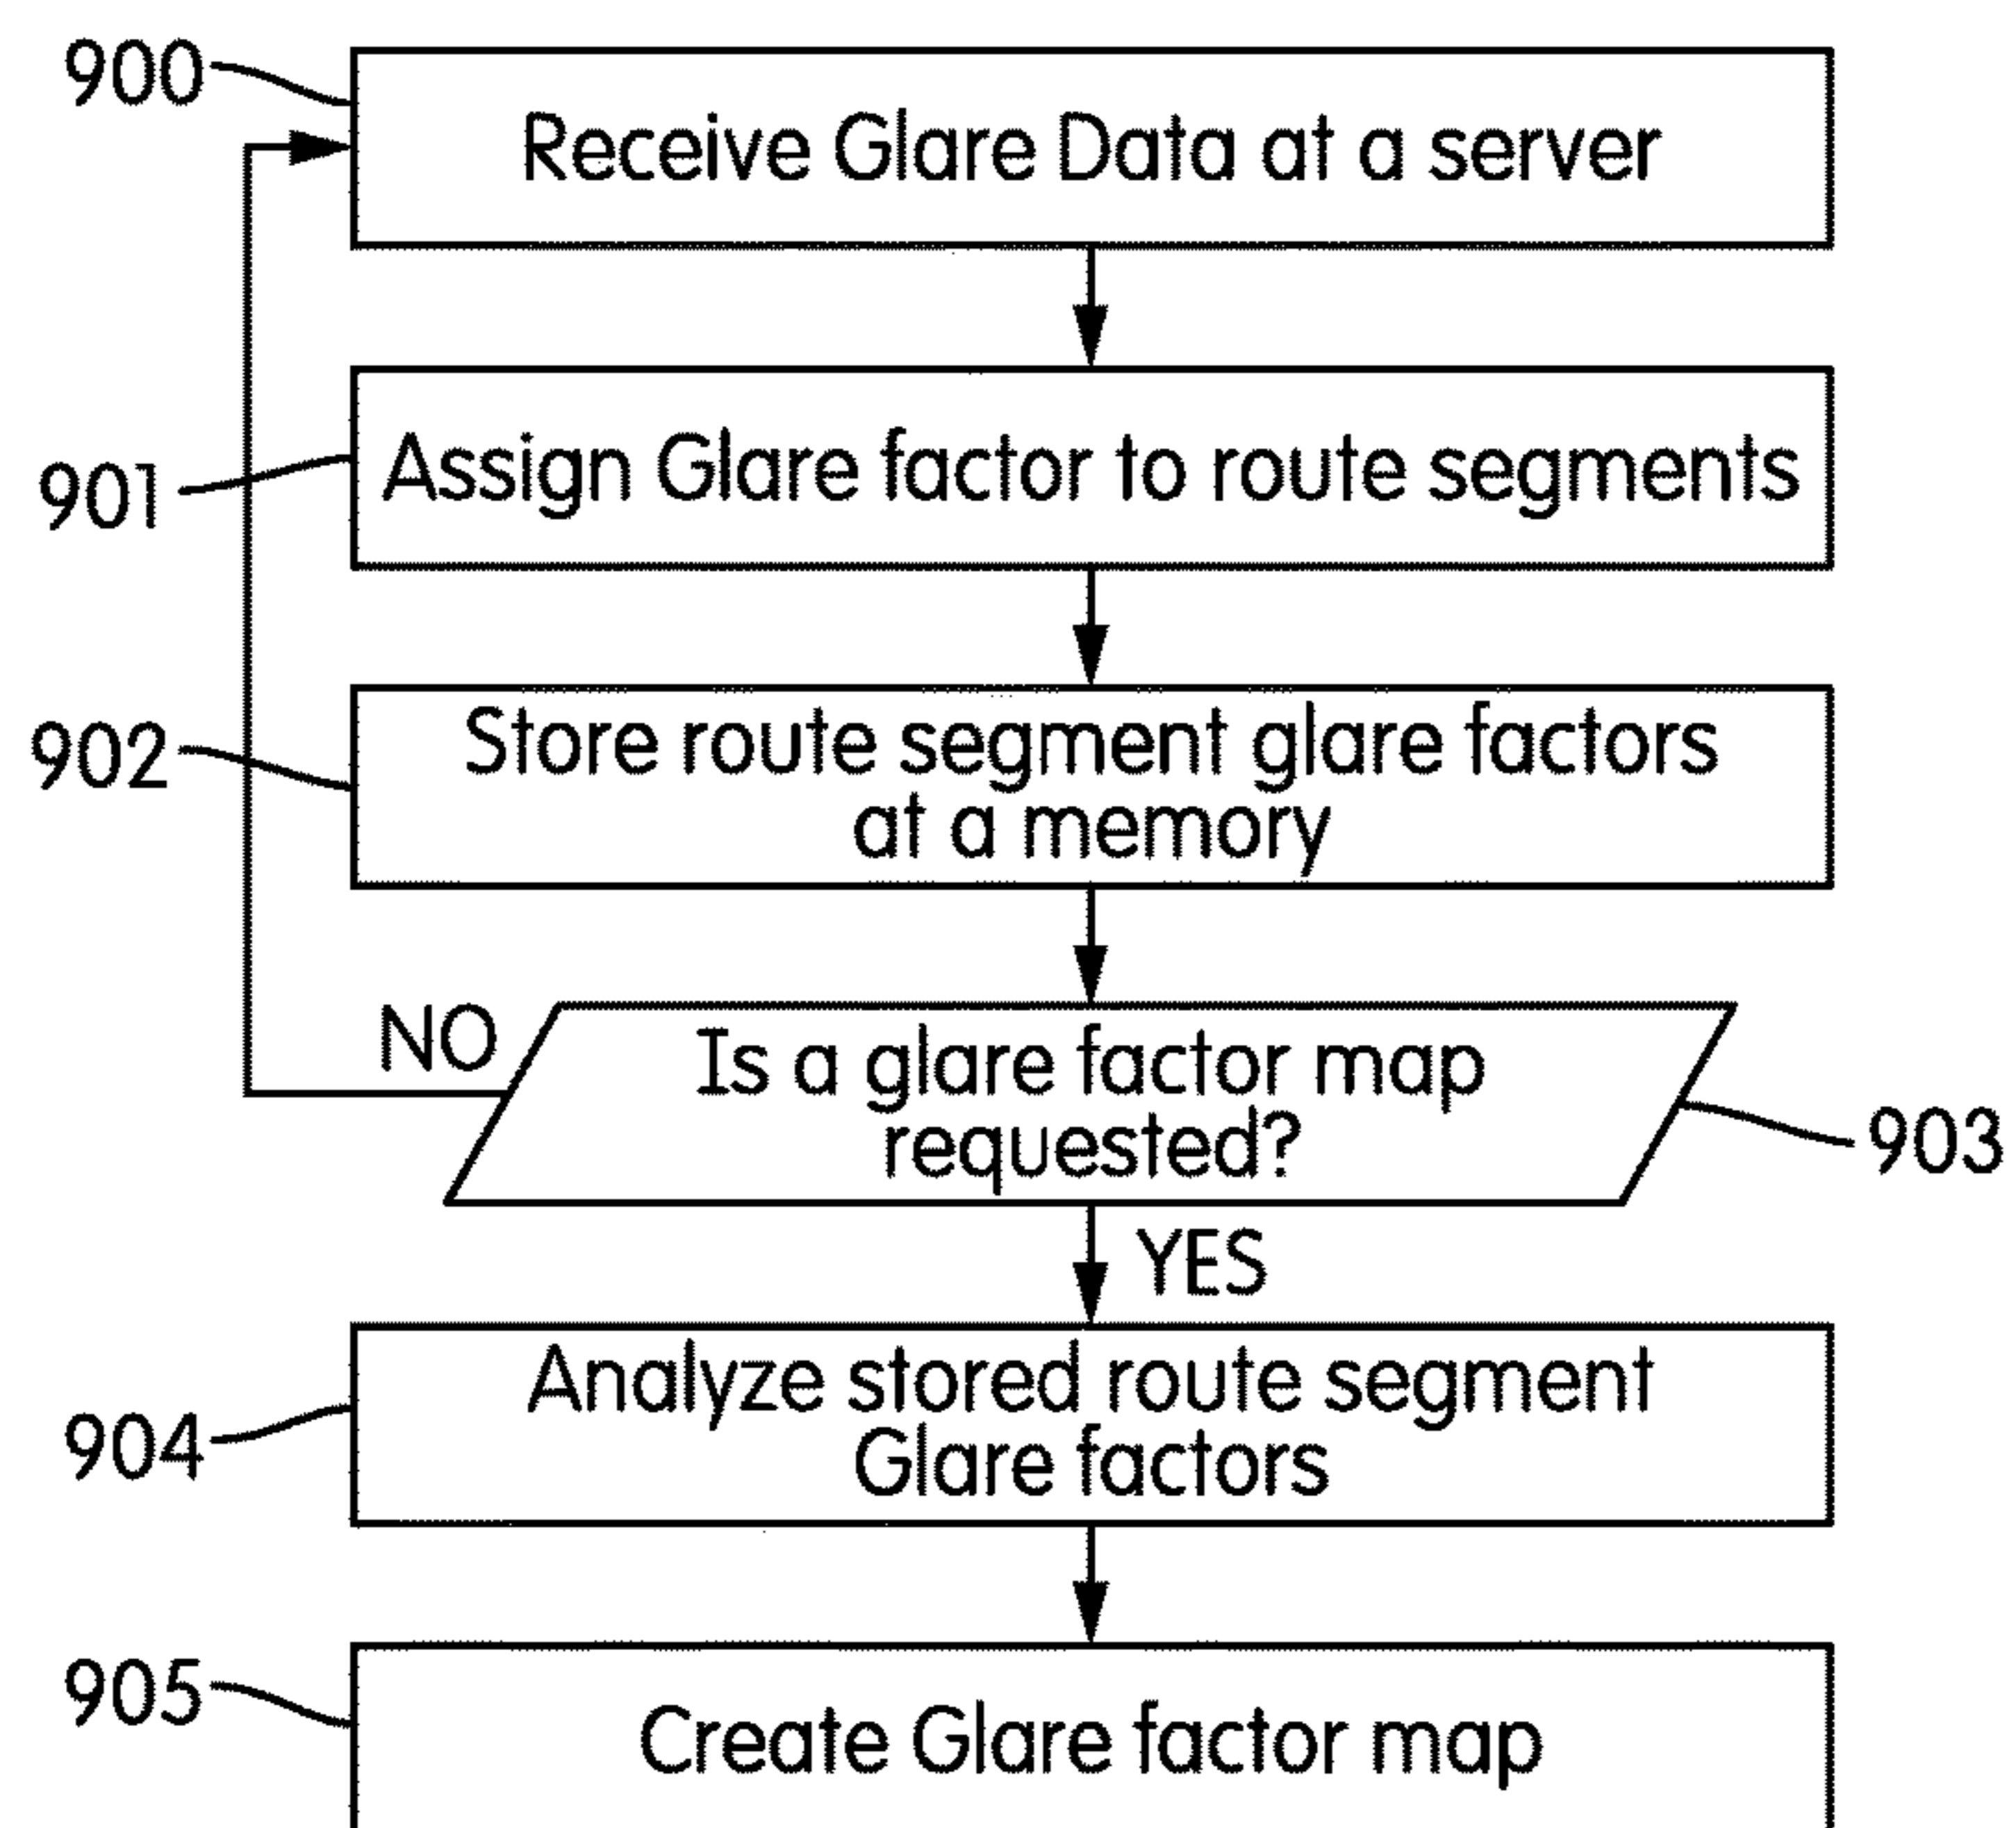 900
Receive Glare Data at a server
901
Assign Glare factor to route segments
902
Store route segment glare factors
at a memory
NO
Is a glare factor map
requested?
903
YES
904
Analyze stored route segment
Glare factors
905
Create Glare factor map